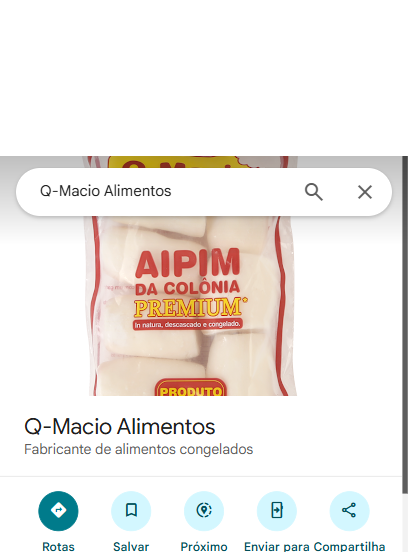 Q-Macio Alimentos
AIPIM
DA COLÔNIA
PREMIUM
In natura, descascado e congelado.
PRODUTO
Q-Macio Alimentos
Fabricante de alimentos congelados
Rotas Salvar Próximo Enviar para Compartilha